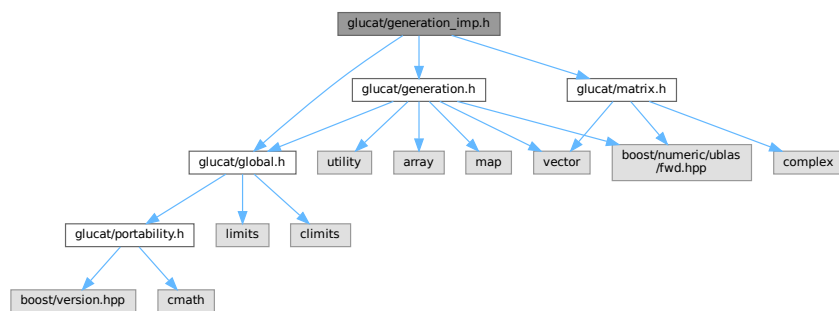 glucat/generation_imp.h
glucat/generation.h
glucat/matrix.h
glucat/global.h
utility
array
map
vector
boost/numeric/ublas
/fwd.hpp
complex
glucat/portability.h
limits
climits
boost/version.hpp
cmath